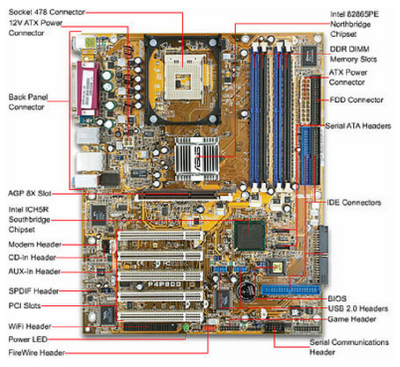 Socket 478 Connector
12V ATX Power
Connector
Back Panel
Connector
AGP 8X Slot
Intel ICH5R
Southbridge
Chipset
Modem Header
CD-In Header
AUX-In Header
SPDIF Header
PCI Slots
WiFi Header
Power LED
FireWire Header
Intel 82865PE
Northbridge
Chipset
DDR DIMM
Memory Slots
ATX Power
Connector
FDD Connector
Serial ATA Headers
IDE Connectors
BIOS
USB 2.0 Headers
Game Header
Serial Communications
Header
ASUS
P4P800